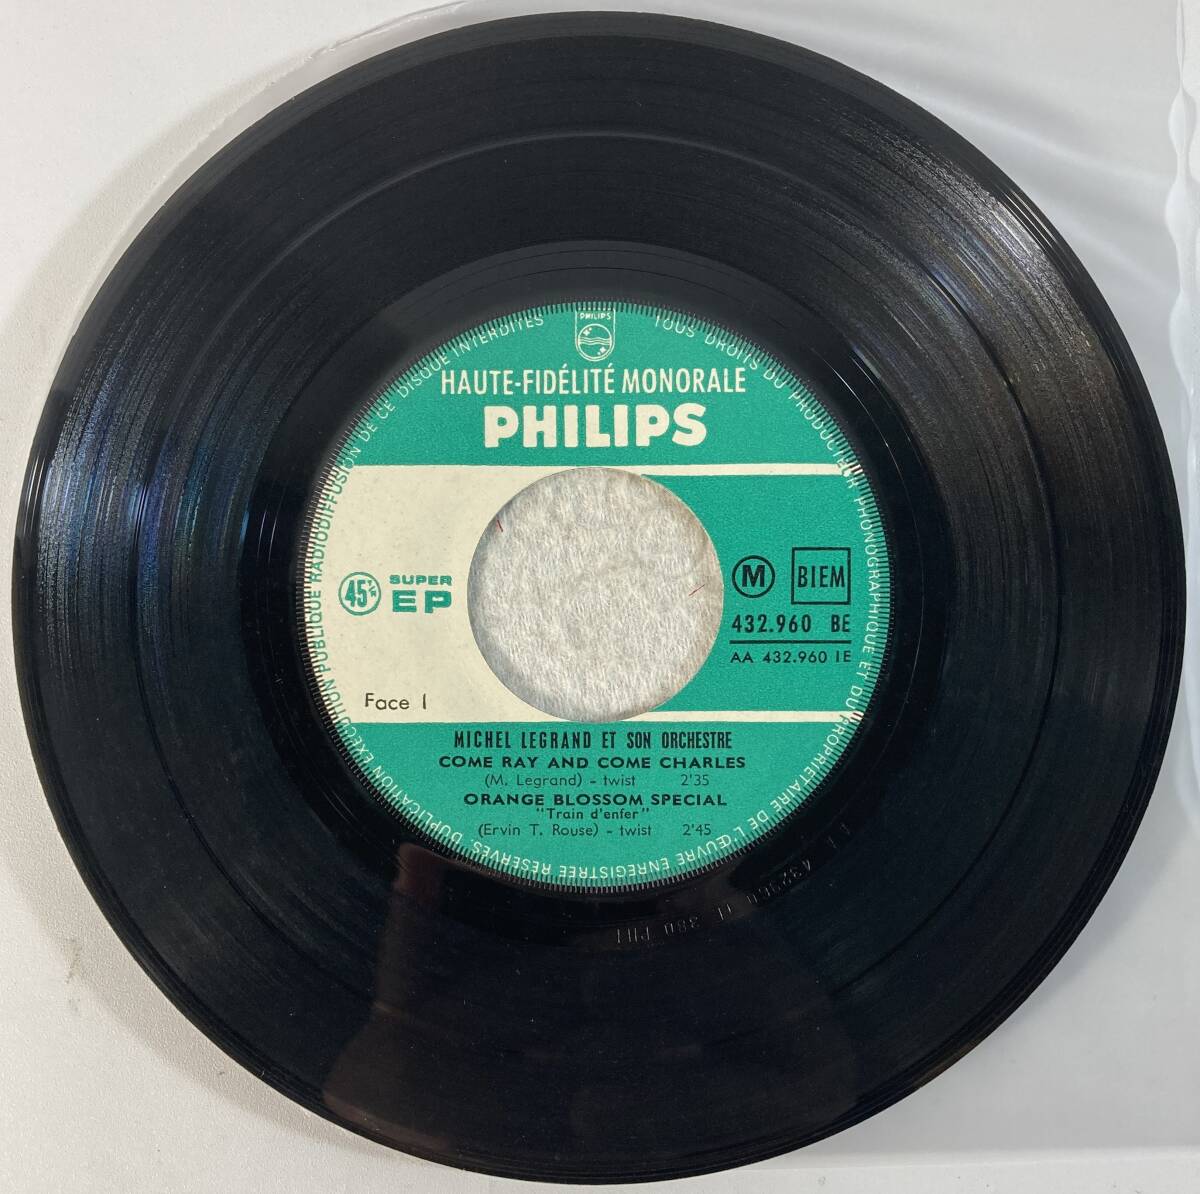 PHILIPS
HAUTE-FIDÉLITÉ MONORALE
PHILIPS
45 T/R
SUPER
EP
M
BIEM
432.960 BE
AA 432.960 1E
Face 1
MICHEL LEGRAND ET SON ORCHESTRE
COME RAY AND COME CHARLES
(M. Legrand) - twist 2'35
ORANGE BLOSSOM SPECIAL
"Train d'enfer"
(Ervin T. Rouse) - twist 2'45
TOUS DROITS DU PRODUCTEUR PHONOGRAPHIQUE ET DU PROPRIETAIRE DE L'ŒUVRE ENREGISTREE RESERVES. DUPLICATION EXECUTION PUBLIQUE RADIODIFFUSION DE CE DISQUE INTERDITES
380 PHI